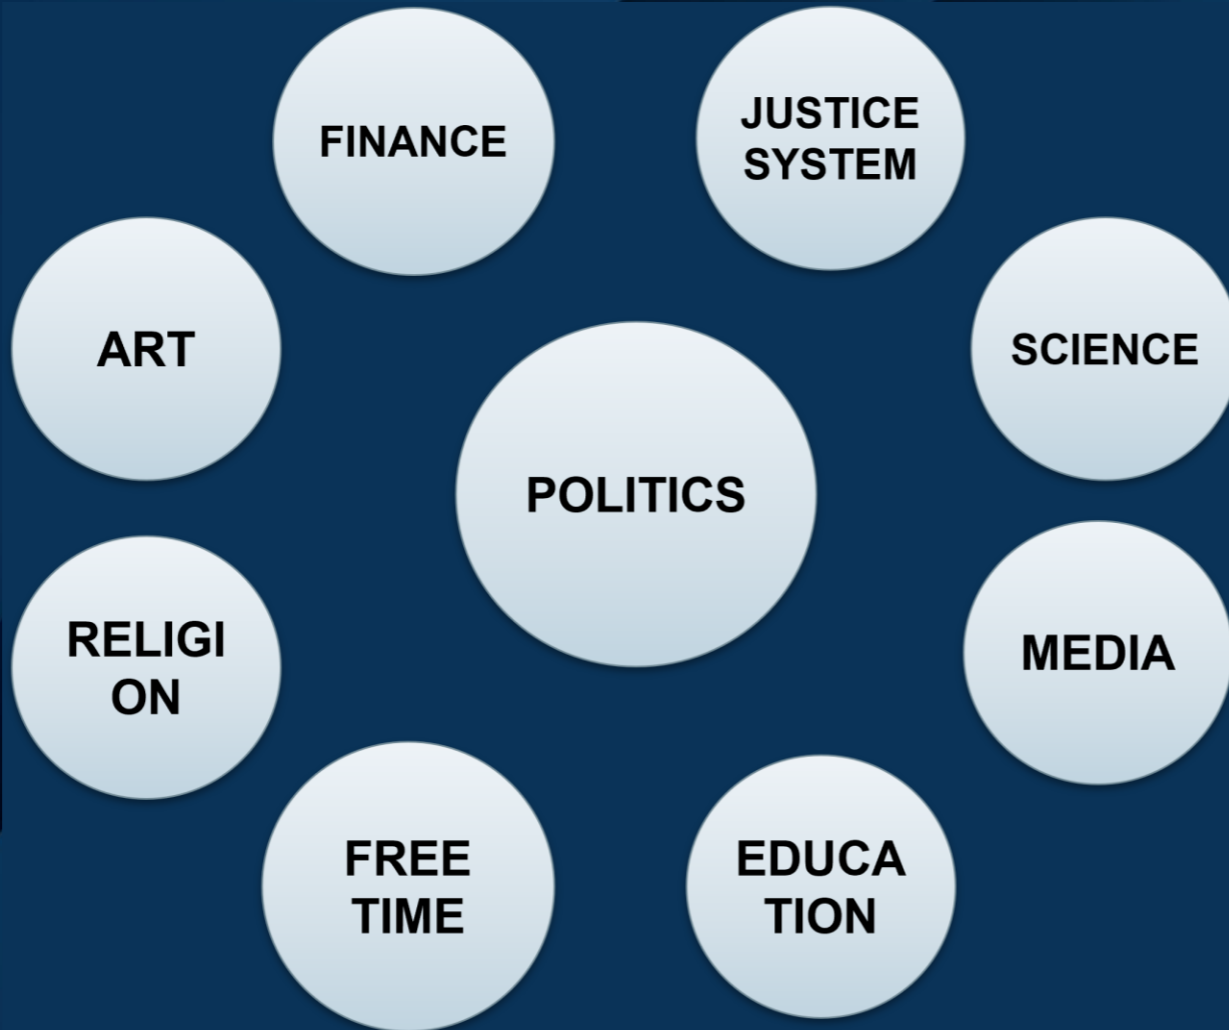 FINANCE
JUSTICE
SYSTEM
ART
SCIENCE
POLITICS
RELIGI
ON
MEDIA
FREE
TIME
EDUCA
TION